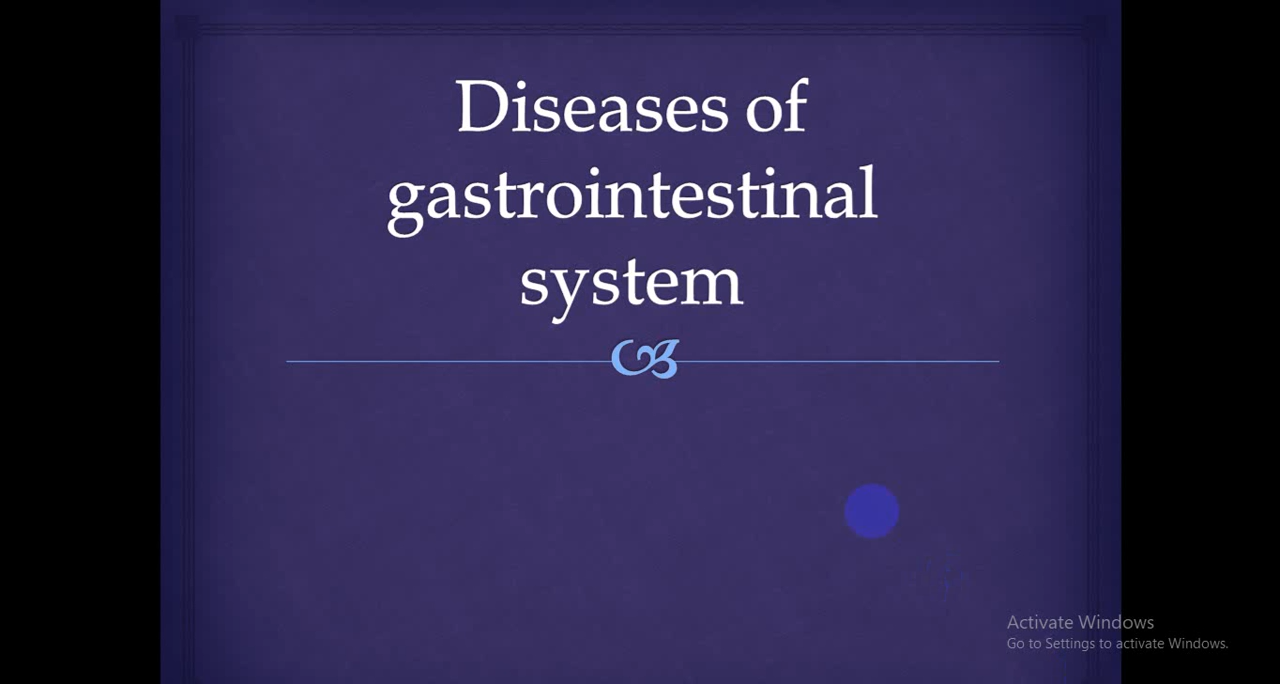 Diseases of
gastrointestinal
system
Activate Windows
Go to Settings to activate Windows.